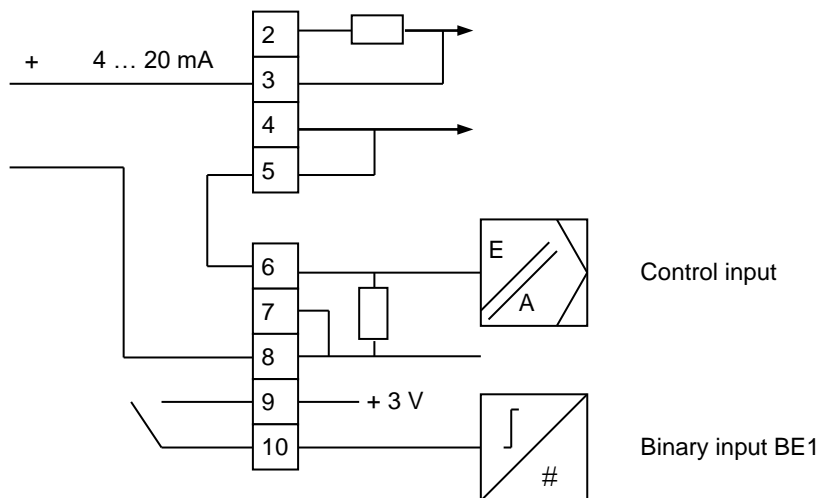 2
+ 4 … 20 mA
3
4
5
E
6
A
Control input
7
8
9
+ 3 V
10
#
Binary input BE1